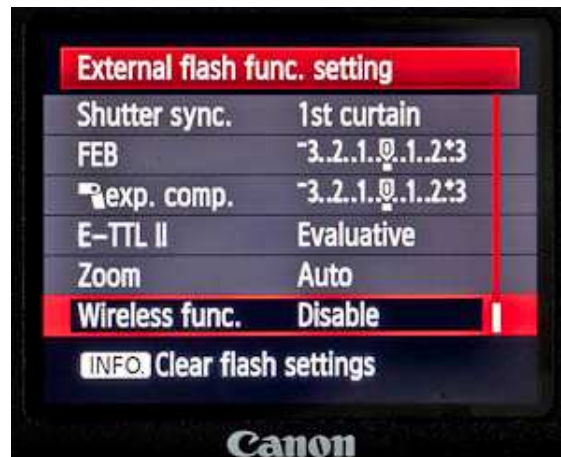 External flash func. setting
Shutter sync. 1st curtain
FEB -3..2..1..0..1..2.+3
exp. comp. -3..2..1..0..1..2.+3
E-TTL II Evaluative
Zoom Auto
Wireless func. Disable
INFO. Clear flash settings
Canon